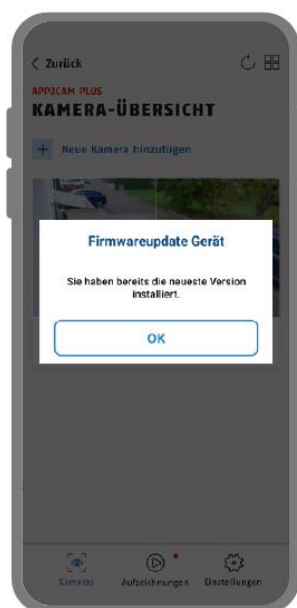 Zurück
APP2CAM PLUS
KAMERA-ÜBERSICHT
+ Neue Kamera hinzufügen
Firmwareupdate Gerät
Sie haben bereits die neueste Version
installiert.
OK
Kameras Aufzeichnungen Einstellungen